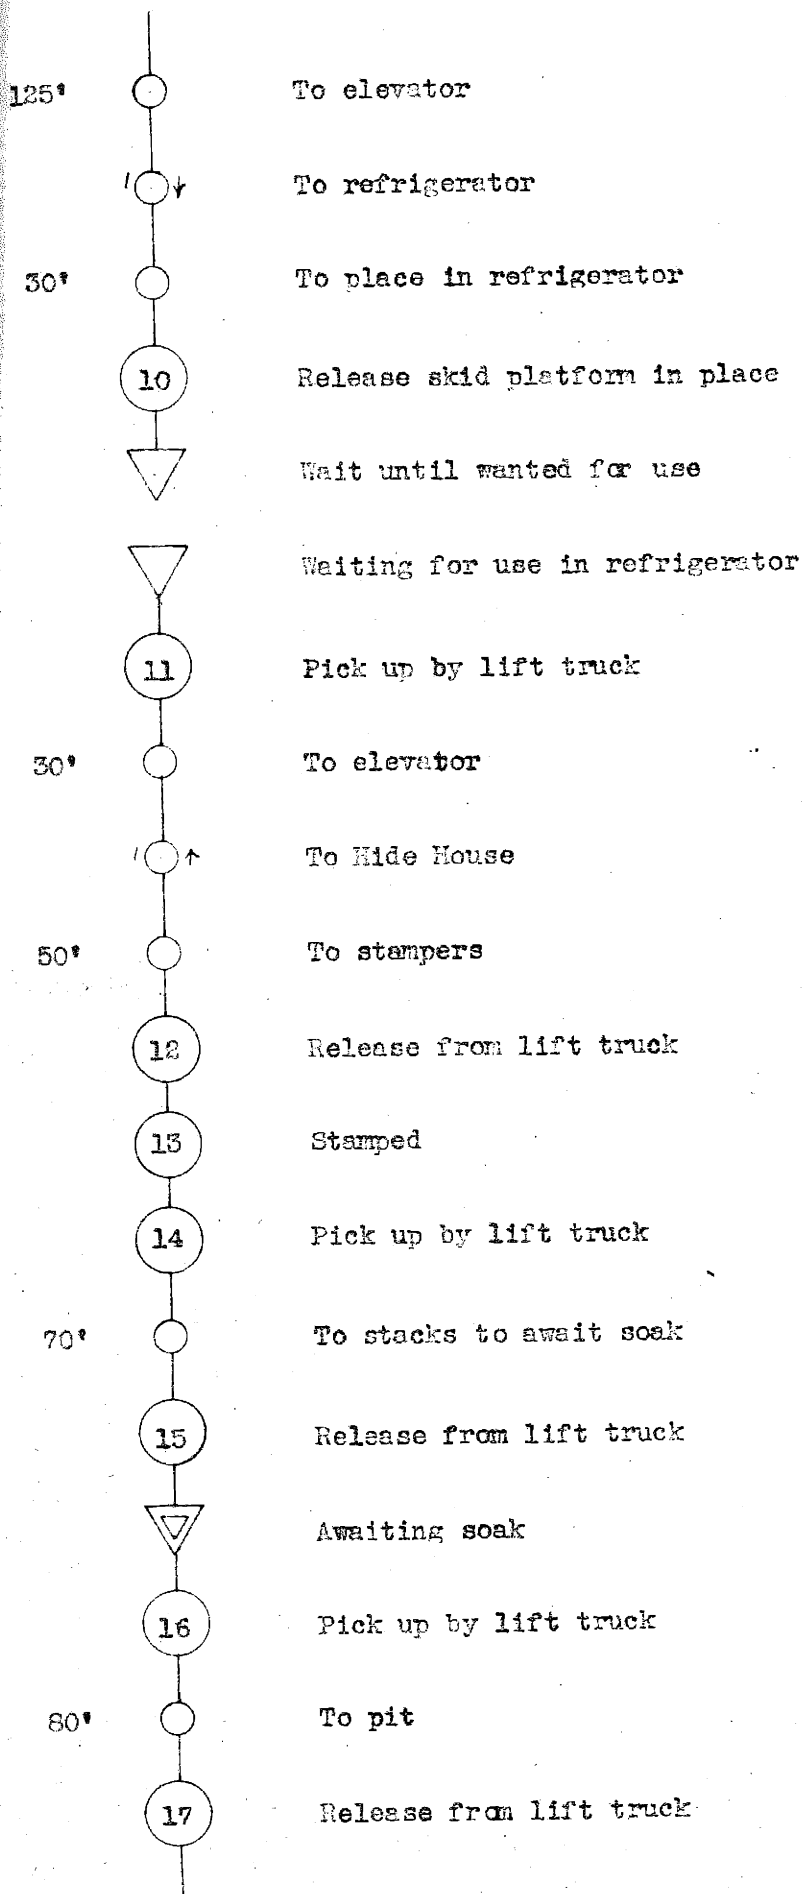 125' To elevator
1 ↓ To refrigerator
30' To place in refrigerator
10 Release skid platform in place
Wait until wanted for use
Waiting for use in refrigerator
11 Pick up by lift truck
30' To elevator
1 ↑ To Hide House
50' To stampers
12 Release from lift truck
13 Stamped
14 Pick up by lift truck
70' To stacks to await soak
15 Release from lift truck
Awaiting soak
16 Pick up by lift truck
80' To pit
17 Release from lift truck